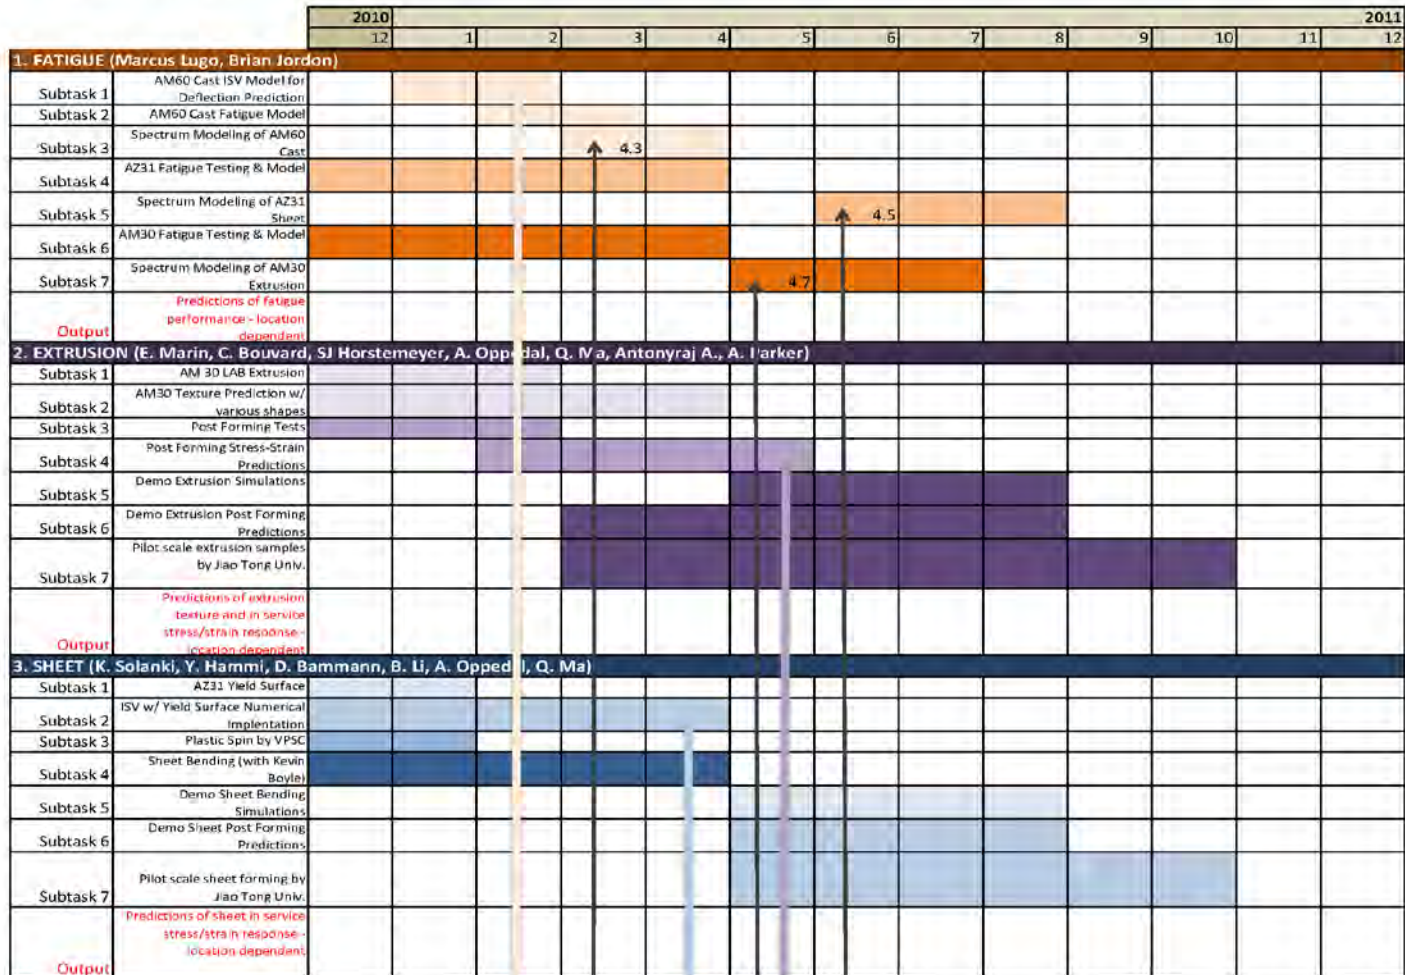 2010 2011
12 1 2 3 4 5 6 7 8 9 10 11 12
1. FATIGUE (Marcus Lugo, Brian Jordon)
Subtask 1 AM60 Cast ISV Model for
Deflection Prediction
Subtask 2 AM60 Cast Fatigue Model
Subtask 3 Spectrum Modeling of AM60
Cast
4.3
Subtask 4 AZ31 Fatigue Testing & Model
Subtask 5 Spectrum Modeling of AZ31
Sheet
4.5
Subtask 6 AM30 Fatigue Testing & Model
Subtask 7 Spectrum Modeling of AM30
Extrusion
4.7
Output Predictions of fatigue
performance - location
dependent
2. EXTRUSION (E. Marin, C. Bouvard, SJ Horstemeyer, A. Oppedal, Q. Ma, Antonyraj A., A. Parker)
Subtask 1 AM 30 LAB Extrusion
Subtask 2 AM30 Texture Prediction w/
various shapes
Subtask 3 Post Forming Tests
Subtask 4 Post Forming Stress-Strain
Predictions
Subtask 5 Demo Extrusion Simulations
Subtask 6 Demo Extrusion Post Forming
Predictions
Subtask 7 Pilot scale extrusion samples
by Jiao Tong Univ.
Output Predictions of extrusion
texture and in service
stress/strain response -
location dependent
3. SHEET (K. Solanki, Y. Hammi, D. Bammann, B. Li, A. Oppedal, Q. Ma)
Subtask 1 AZ31 Yield Surface
Subtask 2 ISV w/ Yield Surface Numerical
Implentation
Subtask 3 Plastic Spin by VPSC
Subtask 4 Sheet Bending (with Kevin
Boyle)
Subtask 5 Demo Sheet Bending
Simulations
Subtask 6 Demo Sheet Post Forming
Predictions
Subtask 7 Pilot scale sheet forming by
Jiao Tong Univ.
Output Predictions of sheet in service
stress/strain response -
location dependent